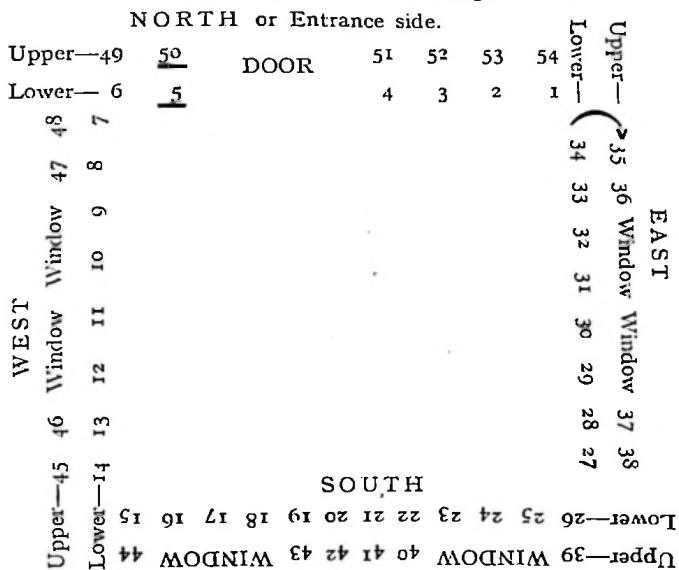 NORTH or Entrance side.
Upper—49 50 DOOR 51 52 53 54
Lower— 6 5 4 3 2 1
WEST
Upper—45 46 Window Window 47 48
Lower—14 13 12 11 10 9 8 7
Upper— 35 36 Window Window 37 38
Lower— 34 33 32 31 30 29 28 27
EAST
SOUTH
Lower—26 25 24 23 22 21 20 19 18 17 16 15
Upper—39 WINDOW 40 41 42 43 WINDOW 44